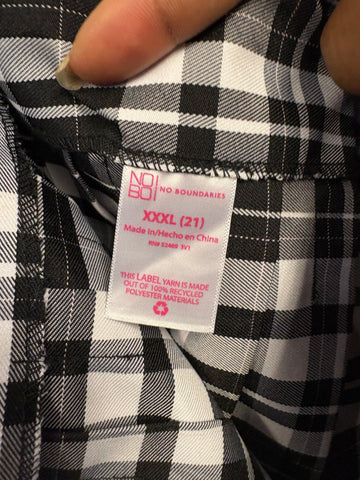 NO!
BO!
NO BOUNDARIES
XXXL (21)
Made In/Hecho en China
RN# 52469 3V1
THIS LABEL YARN IS MADE
OUT OF 100% RECYCLED
POLYESTER MATERIALS